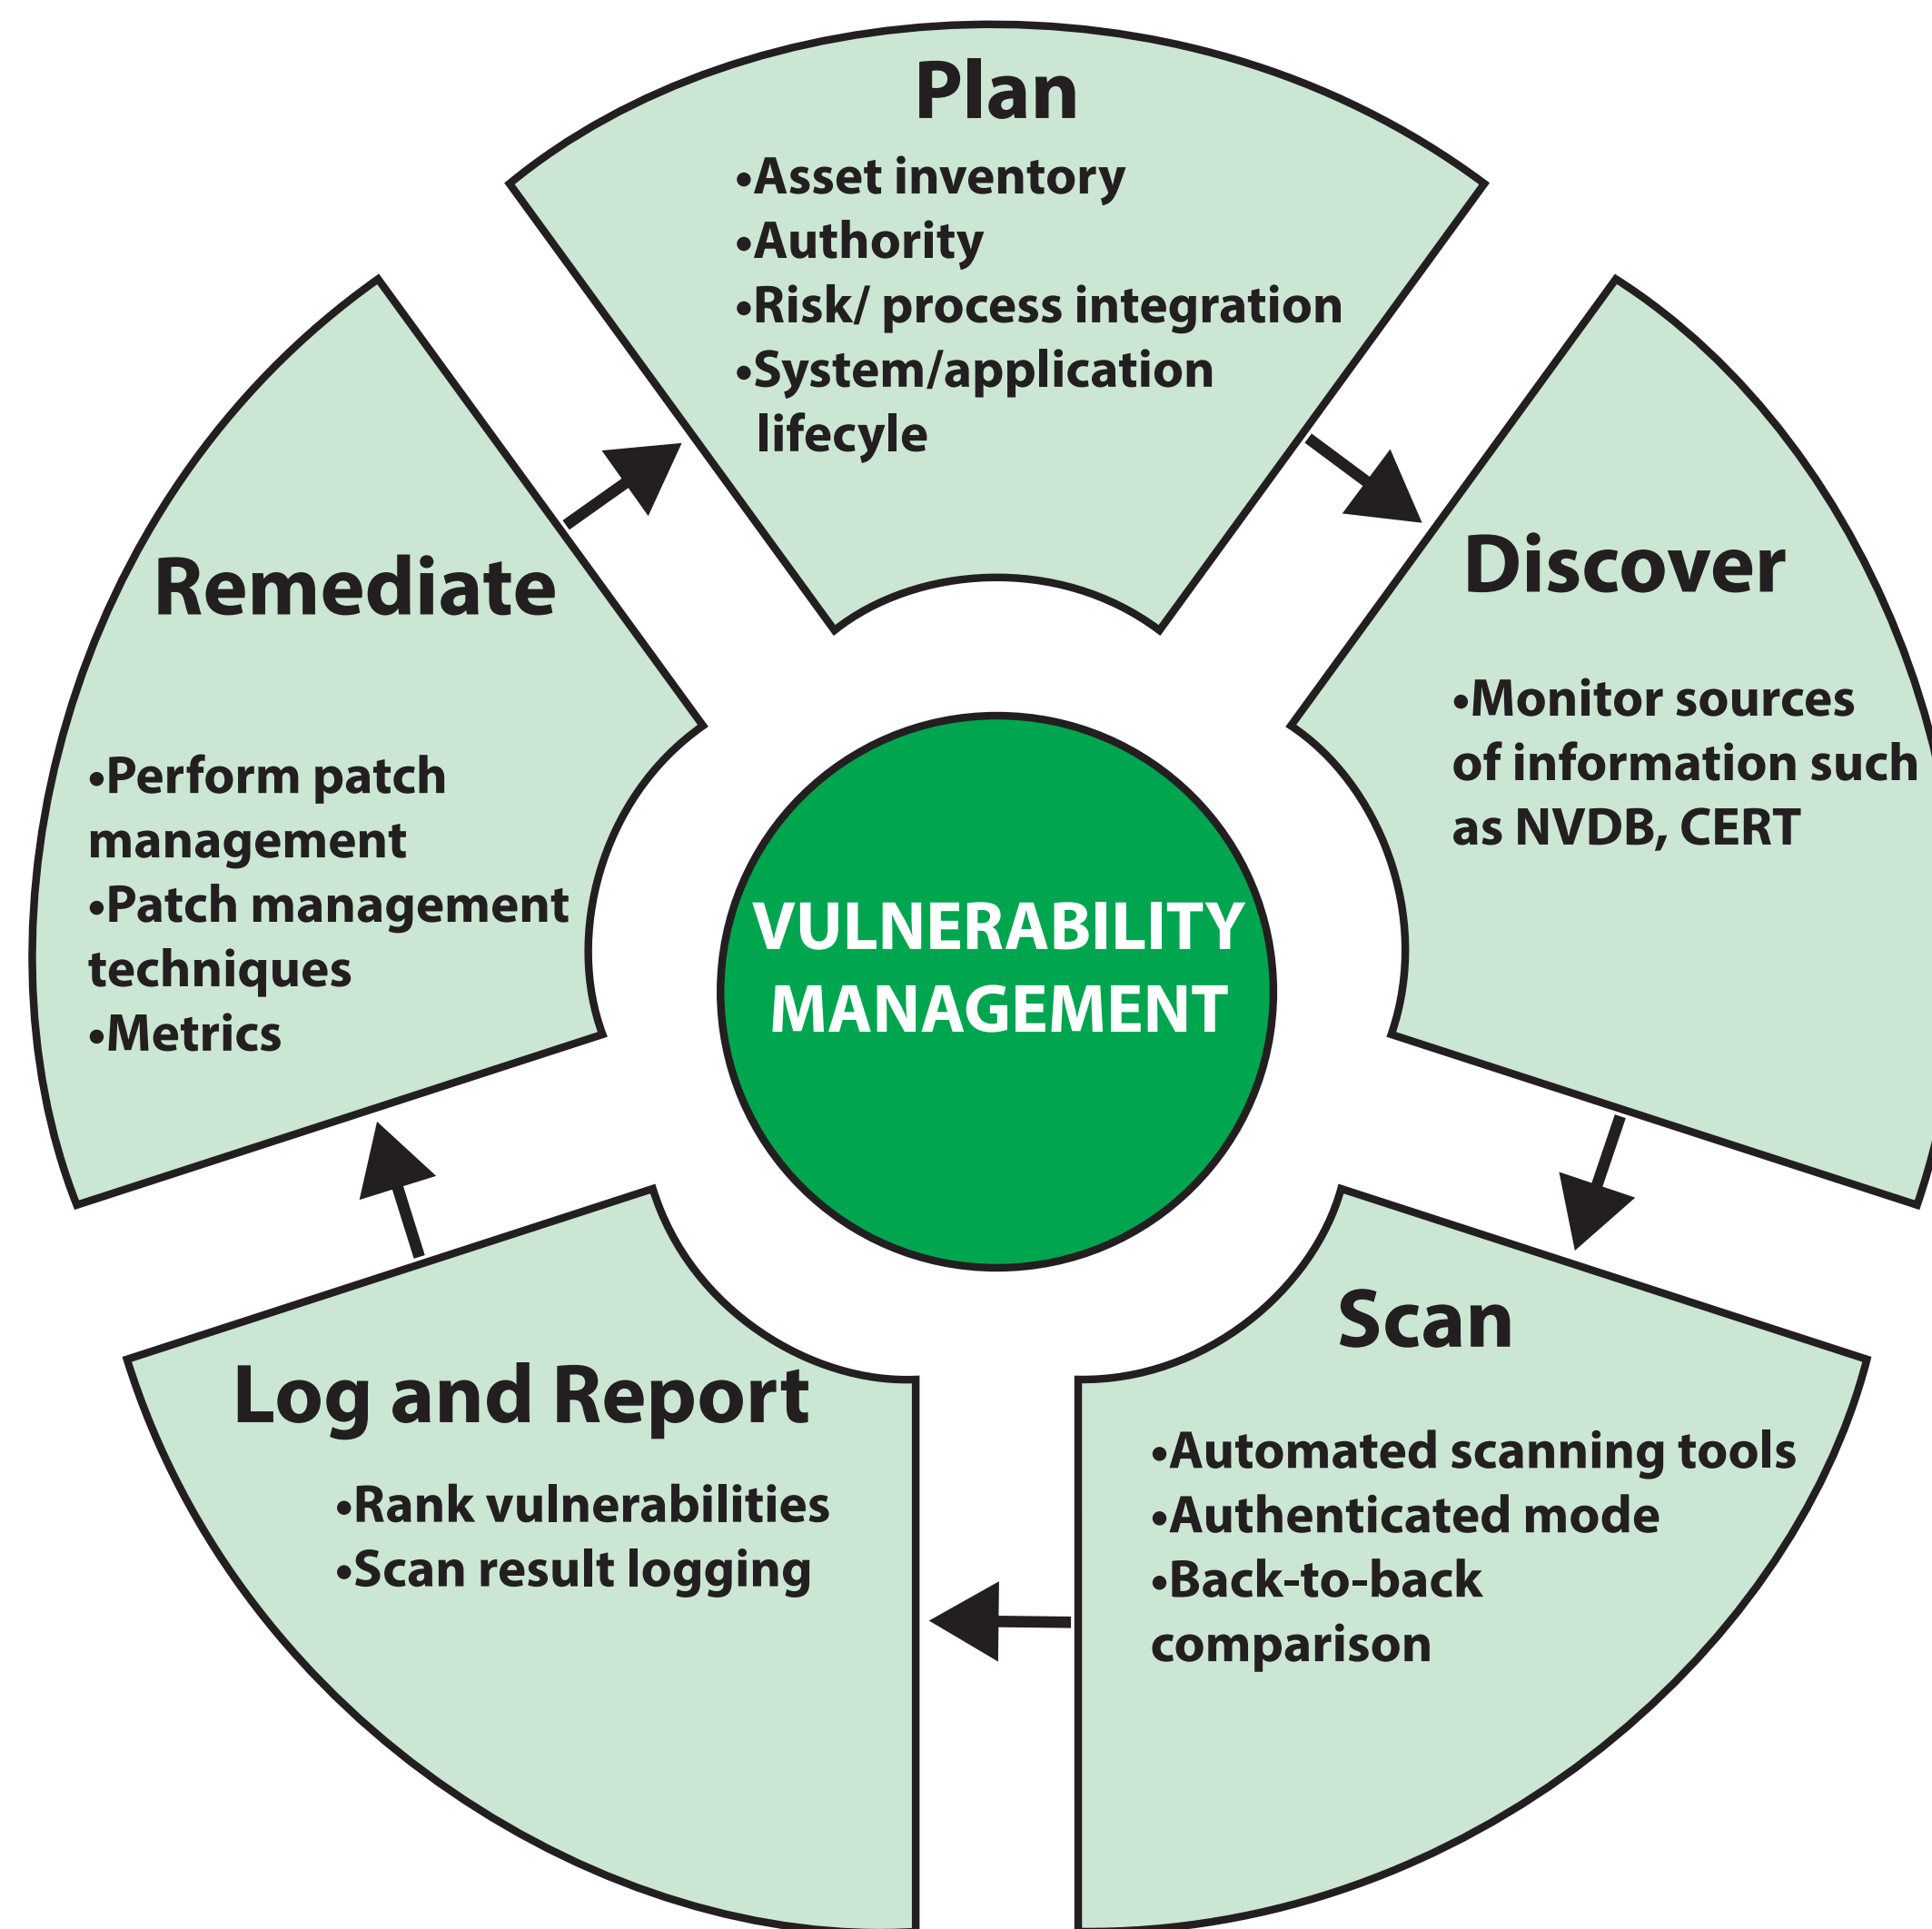 Plan
•Asset inventory
•Authority
•Risk/ process integration
•System/application
lifecyle
Discover
•Monitor sources
of information such
as NVDB, CERT
Scan
•Automated scanning tools
•Authenticated mode
•Back-to-back
comparison
Log and Report
•Rank vulnerabilities
•Scan result logging
Remediate
•Perform patch
management
•Patch management
techniques
•Metrics
VULNERABILITY
MANAGEMENT